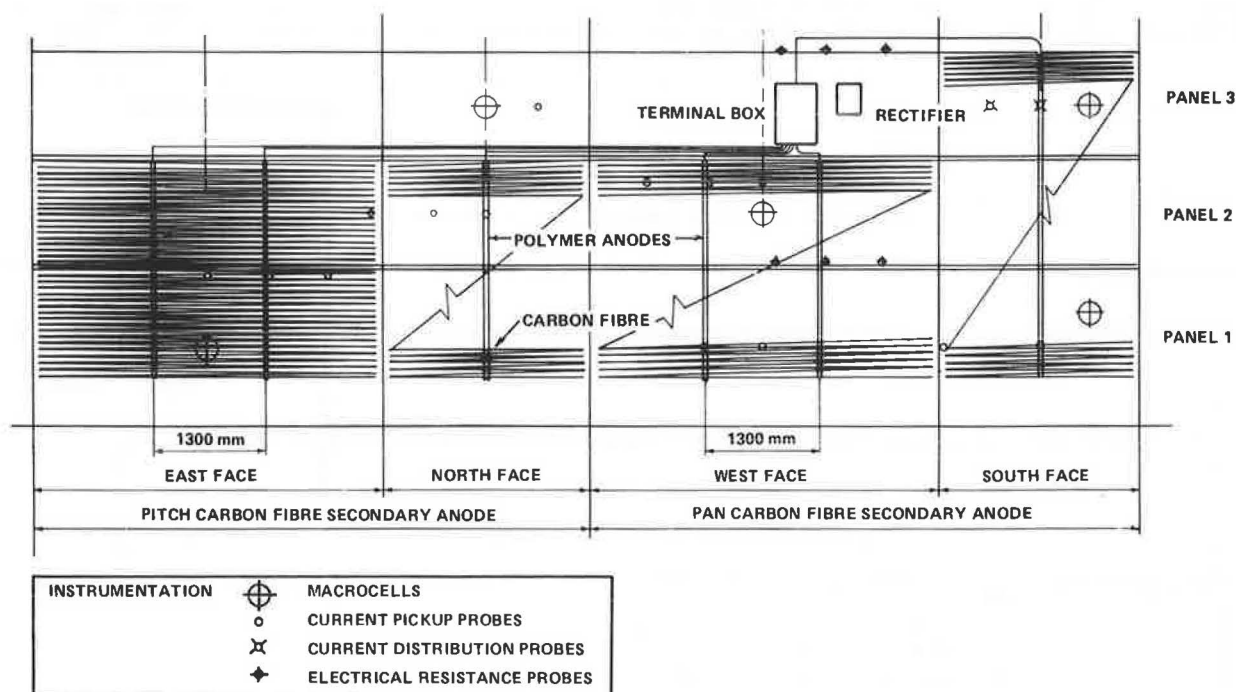 TERMINAL BOX
RECTIFIER
PANEL 3
PANEL 2
POLYMER ANODES
CARBON FIBRE
PANEL 1
1300 mm
1300 mm
EAST FACE
NORTH FACE
WEST FACE
SOUTH FACE
PITCH CARBON FIBRE SECONDARY ANODE
PAN CARBON FIBRE SECONDARY ANODE
INSTRUMENTATION
MACROCELLS
CURRENT PICKUP PROBES
CURRENT DISTRIBUTION PROBES
ELECTRICAL RESISTANCE PROBES